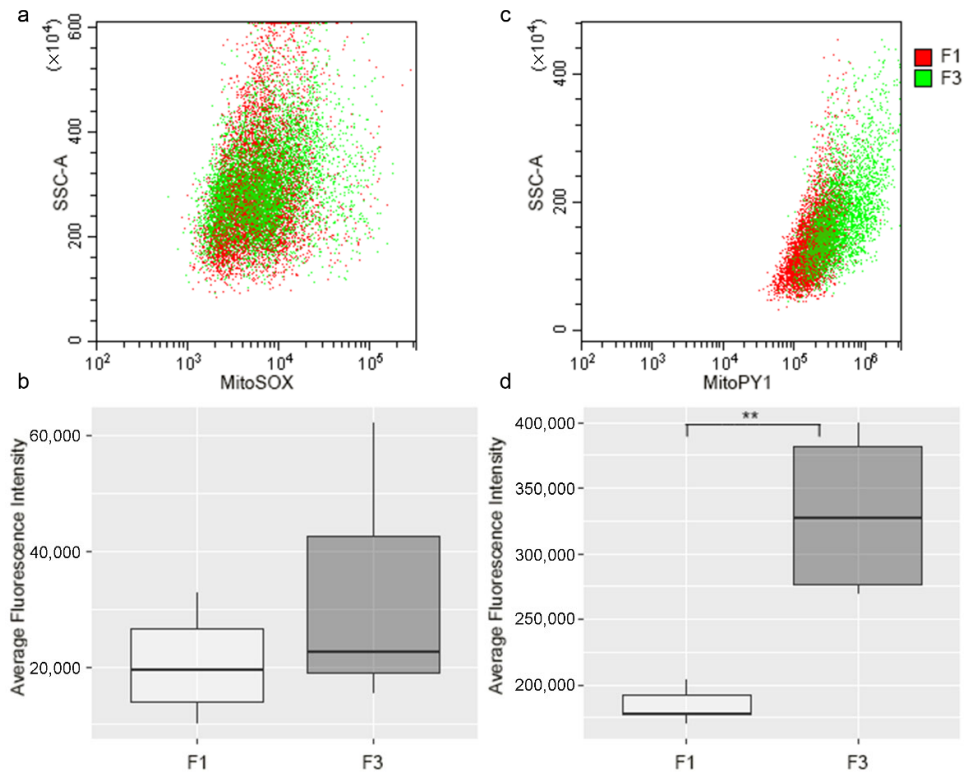 a
SSC-A (×10⁴)
600
400
200
0
10² 10³ 10⁴ 10⁵
MitoSOX
c
SSC-A (×10⁴)
400
200
0
10² 10³ 10⁴ 10⁵ 10⁶
MitoPY1
F1
F3
b
Average Fluorescence Intensity
60,000
40,000
20,000
F1 F3
d
Average Fluorescence Intensity
400,000
350,000
300,000
250,000
200,000
**
F1 F3